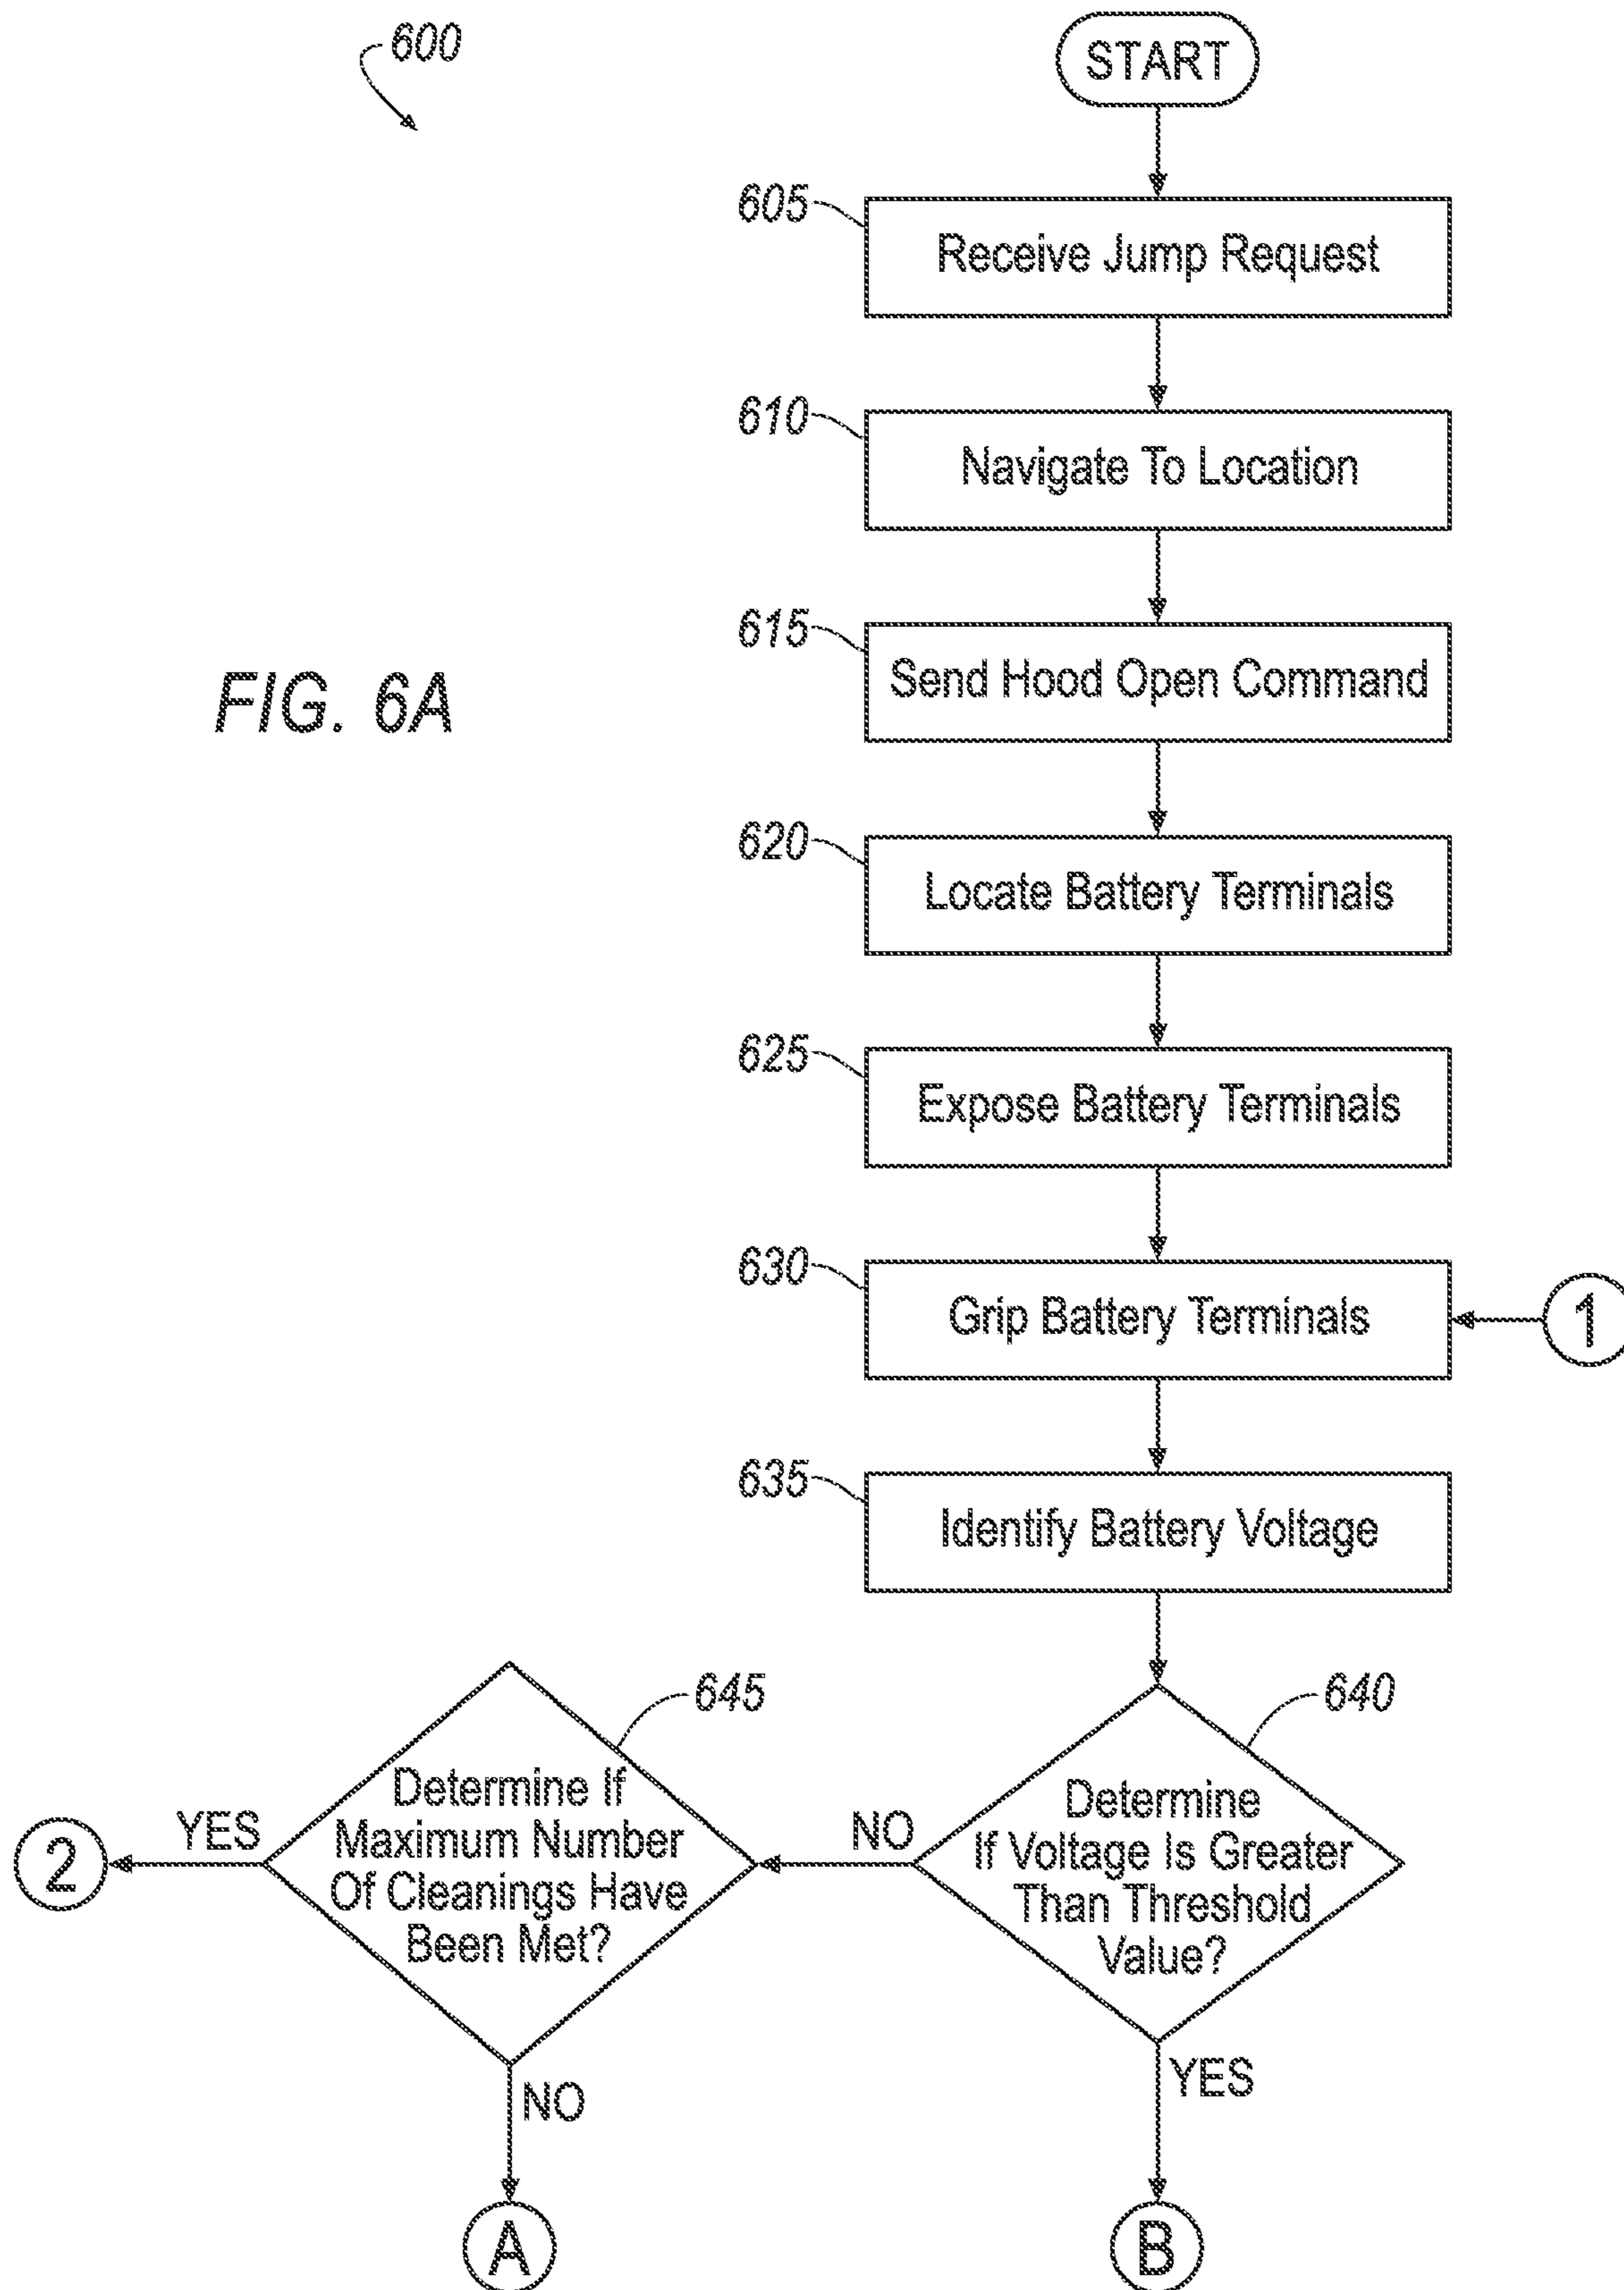 600
START
605
Receive Jump Request
610
Navigate To Location
615
Send Hood Open Command
FIG. 6A
620
Locate Battery Terminals
625
Expose Battery Terminals
630
Grip Battery Terminals
1
635
Identify Battery Voltage
645
640
Determine If
Maximum Number
Of Cleanings Have
Been Met?
YES
2
NO
Determine
If Voltage Is Greater
Than Threshold
Value?
NO
YES
A
B